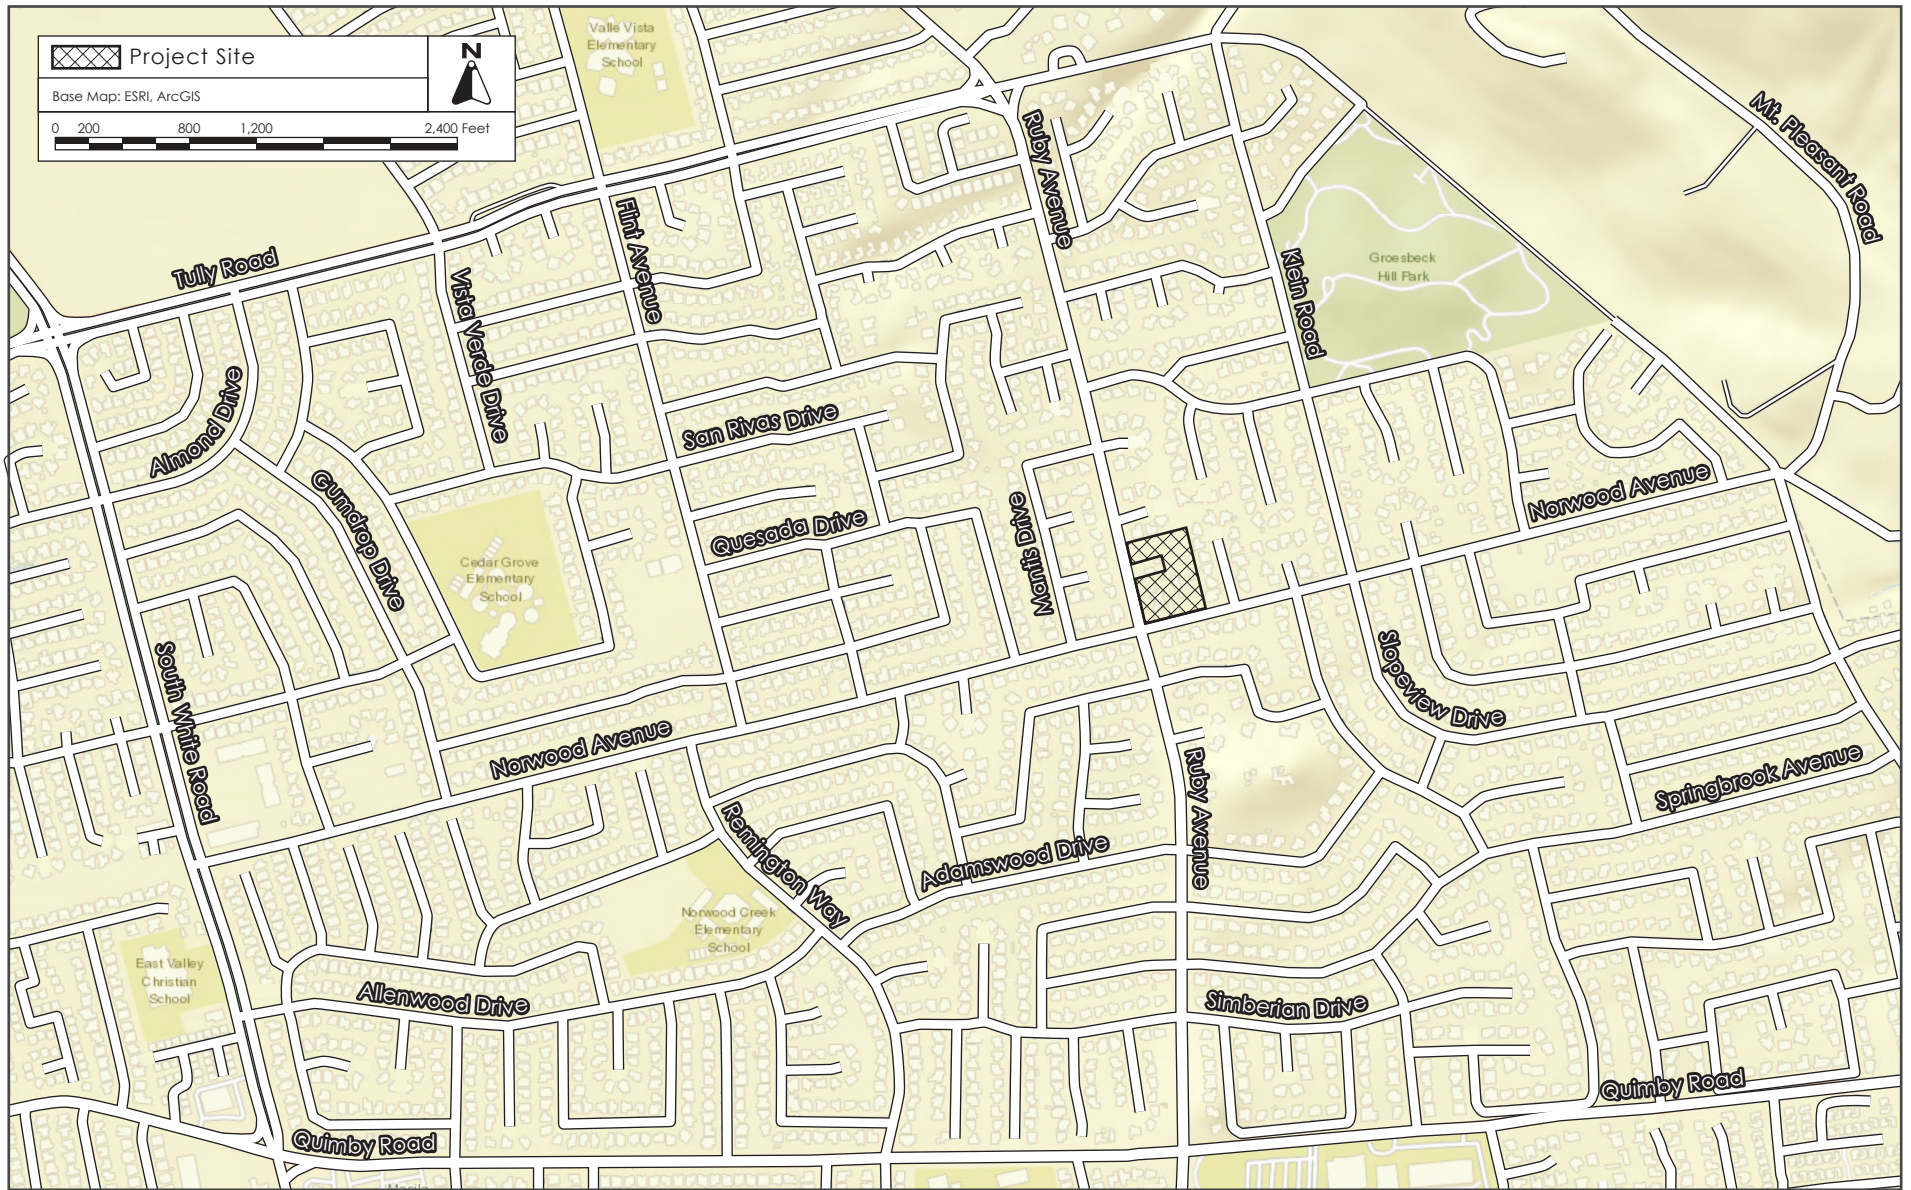 Project Site
N
Base Map: ESRI, ArcGIS
0 200 800 1,200 2,400 Feet
Valle Vista
Elementary
School
Mt. Pleasant Road
Ruby Avenue
Flint Avenue
Tully Road
Vista Verde Drive
Klein Road
Groesbeck
Hill Park
Almond Drive
San Rivas Drive
Gumdrop Drive
Quesada Drive
Mantis Drive
Norwood Avenue
Cedar Grove
Elementary
School
South White Road
Slopeview Drive
Norwood Avenue
Ruby Avenue
Springbrook Avenue
Remington Way
Adamswood Drive
Norwood Creek
Elementary
School
East Valley
Christian
School
Allenwood Drive
Simberian Drive
Quimby Road
Quimby Road